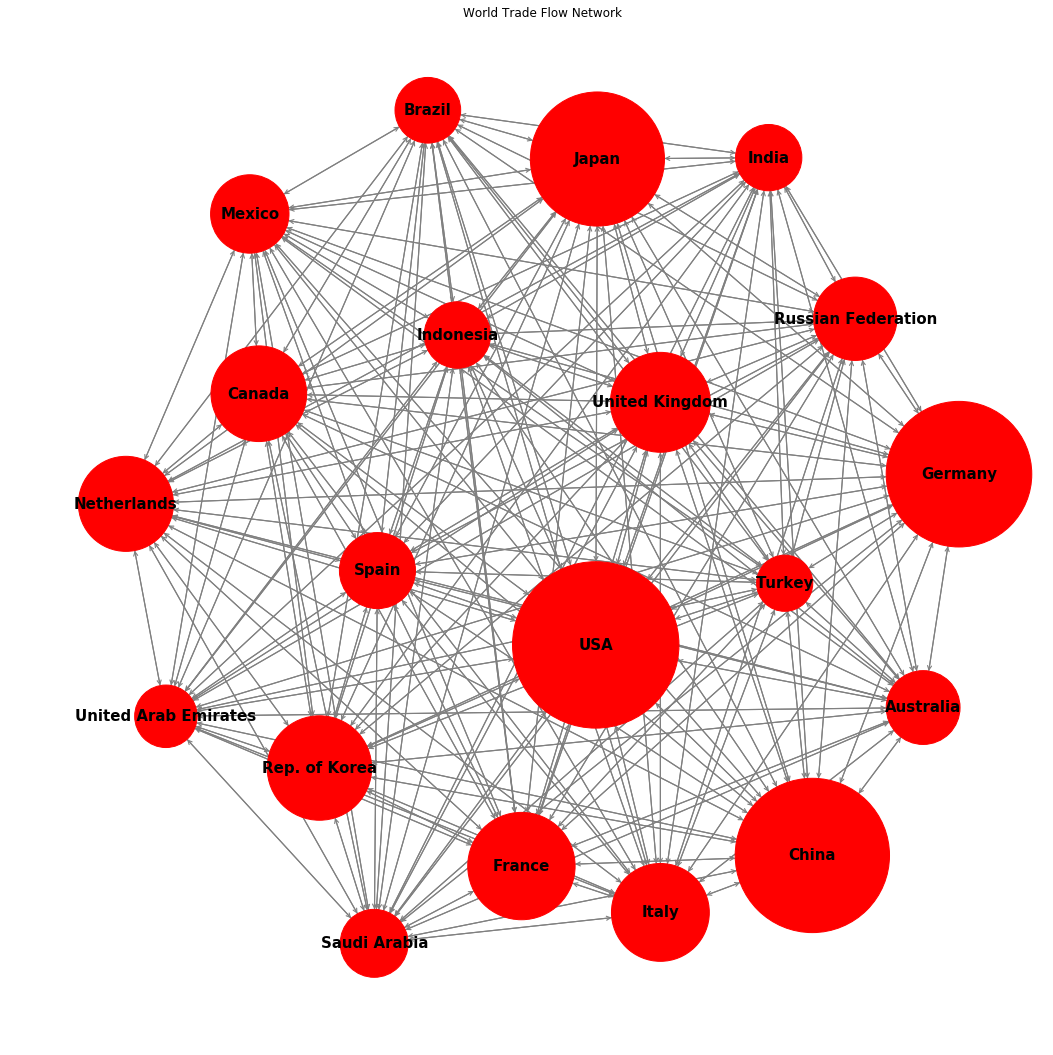 World Trade Flow Network
Brazil
Japan
India
Mexico
Russian Federation
Indonesia
Canada
United Kingdom
Germany
Netherlands
Spain
Turkey
USA
Australia
United Arab Emirates
Rep. of Korea
China
France
Italy
Saudi Arabia